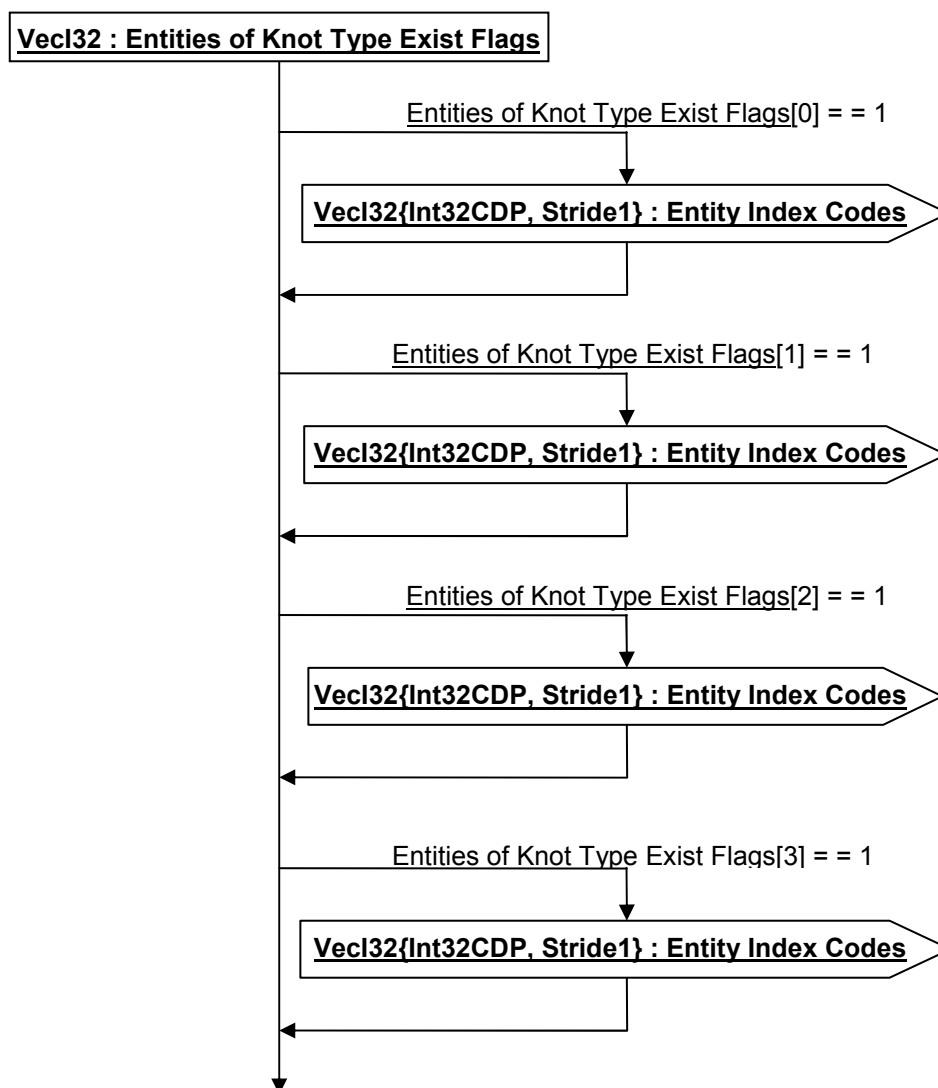 VecI32 : Entities of Knot Type Exist Flags
Entities of Knot Type Exist Flags[0] = = 1
VecI32{Int32CDP, Stride1} : Entity Index Codes
Entities of Knot Type Exist Flags[1] = = 1
VecI32{Int32CDP, Stride1} : Entity Index Codes
Entities of Knot Type Exist Flags[2] = = 1
VecI32{Int32CDP, Stride1} : Entity Index Codes
Entities of Knot Type Exist Flags[3] = = 1
VecI32{Int32CDP, Stride1} : Entity Index Codes